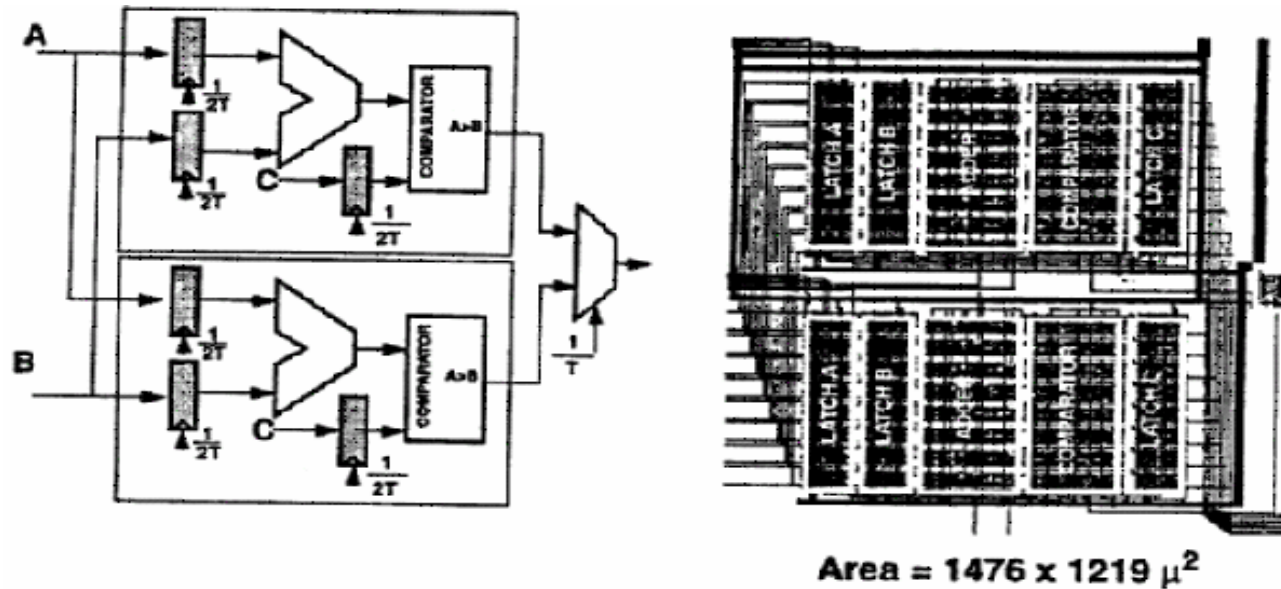 A
1
2T
1
2T
C
1
2T
COMPARATOR
A>B
1
2T
B
1
2T
C
1
2T
COMPARATOR
A>B
1
T
LATCH A
LATCH B
ADDER
COMPARATOR
LATCH C
LATCH A
LATCH B
ADDER
COMPARATOR
LATCH C
Area = 1476 x 1219 μ²